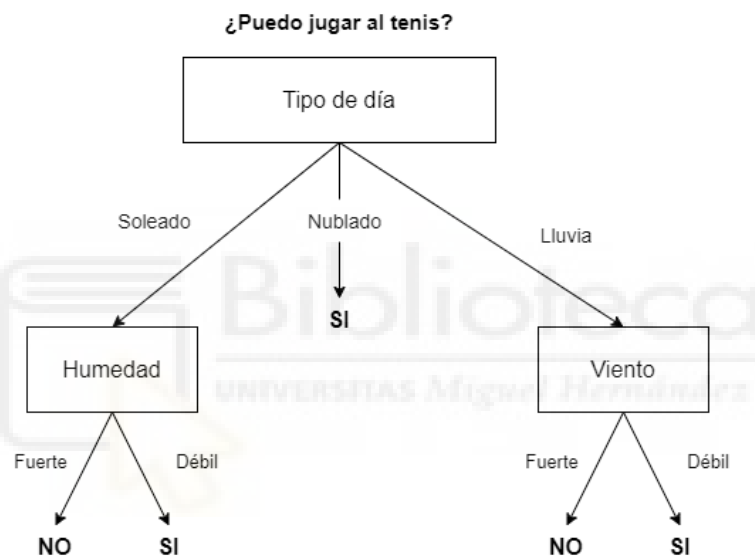 ¿Puedo jugar al tenis?
Tipo de día
Soleado
Nublado
Lluvia
SI
Biblioteca
UNIVERSITAS Miguel Hernández
Humedad
Viento
Fuerte
Débil
Fuerte
Débil
NO
SI
NO
SI